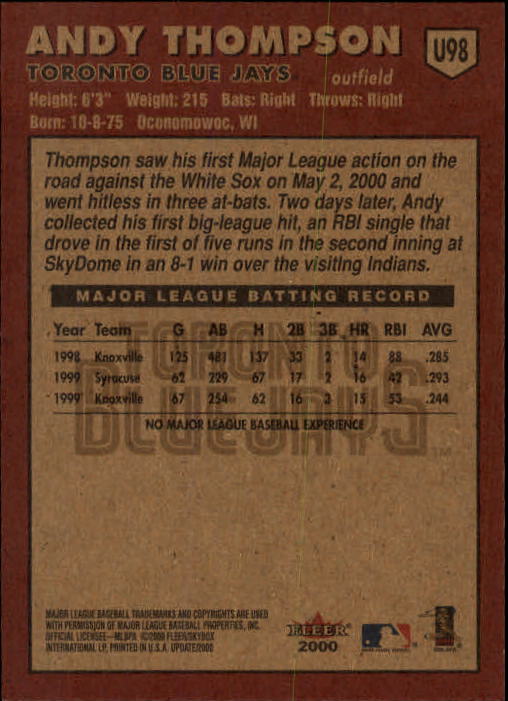 ANDY THOMPSON
U98
TORONTO BLUE JAYS outfield
Height: 6'3" Weight: 215 Bats: Right Throws: Right
Born: 10-8-75 Oconomowoc, WI
Thompson saw his first Major League action on the
road against the White Sox on May 2, 2000 and
went hitless in three at-bats. Two days later, Andy
collected his first big-league hit, an RBI single that
drove in the first of five runs in the second inning at
SkyDome in an 8-1 win over the visiting Indians.
MAJOR LEAGUE BATTING RECORD
Year Team G AB H 2B 3B HR RBI AVG
1998 Knoxville 125 481 137 33 2 14 88 .285
1999 Syracuse 62 229 67 17 2 16 42 .293
1999 Knoxville 67 254 62 16 3 15 53 .244
NO MAJOR LEAGUE BASEBALL EXPERIENCE
TORONTO
BLUE JAYS TM
MAJOR LEAGUE BASEBALL TRADEMARKS AND COPYRIGHTS ARE USED
WITH PERMISSION OF MAJOR LEAGUE BASEBALL PROPERTIES, INC.
OFFICIAL LICENSEE—MLBPA ©2000 FLEER/SKYBOX
INTERNATIONAL LP, PRINTED IN U.S.A. UPDATE/2000
FLEER
2000